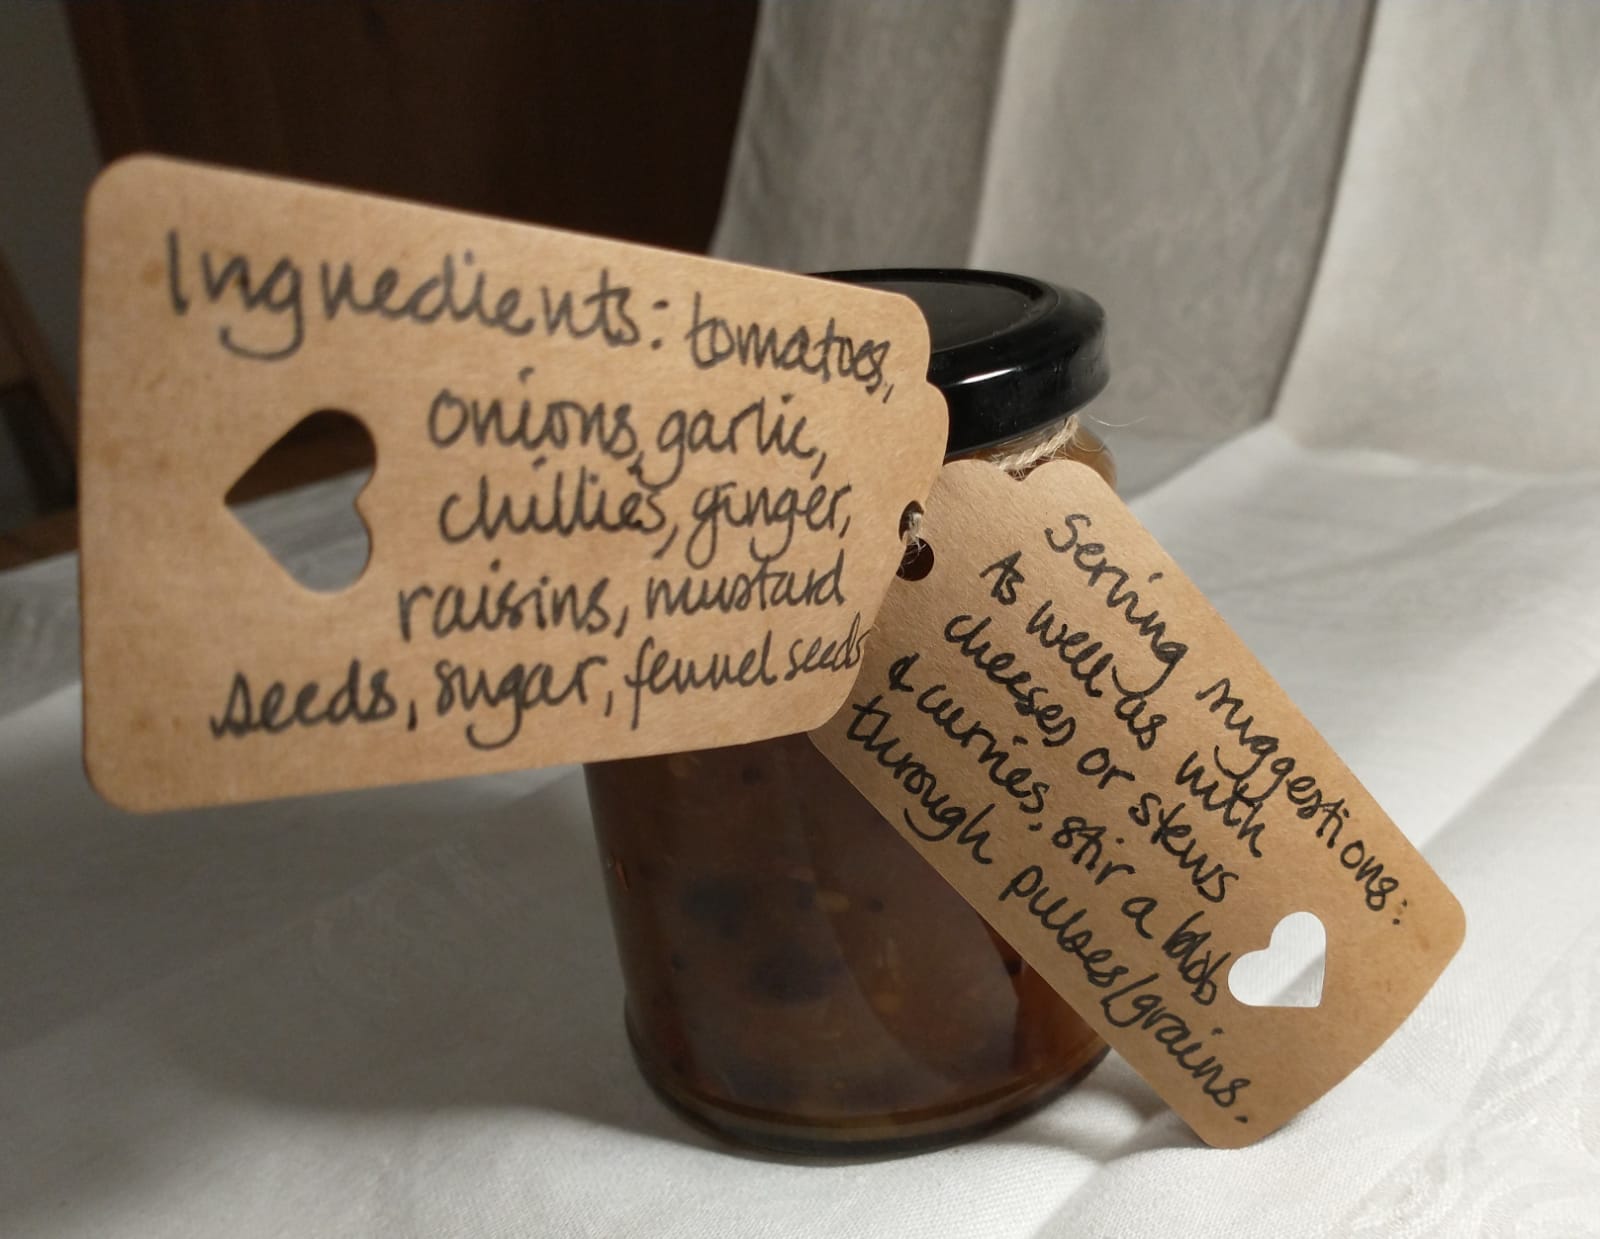 Ingredients: tomatoes,
onions, garlic,
chillies, ginger,
raisins, mustard
seeds, sugar, fennel seeds
Serving suggestions:
As well as with
cheeses or stews
& curries, stir a blob
through pulses/grains.